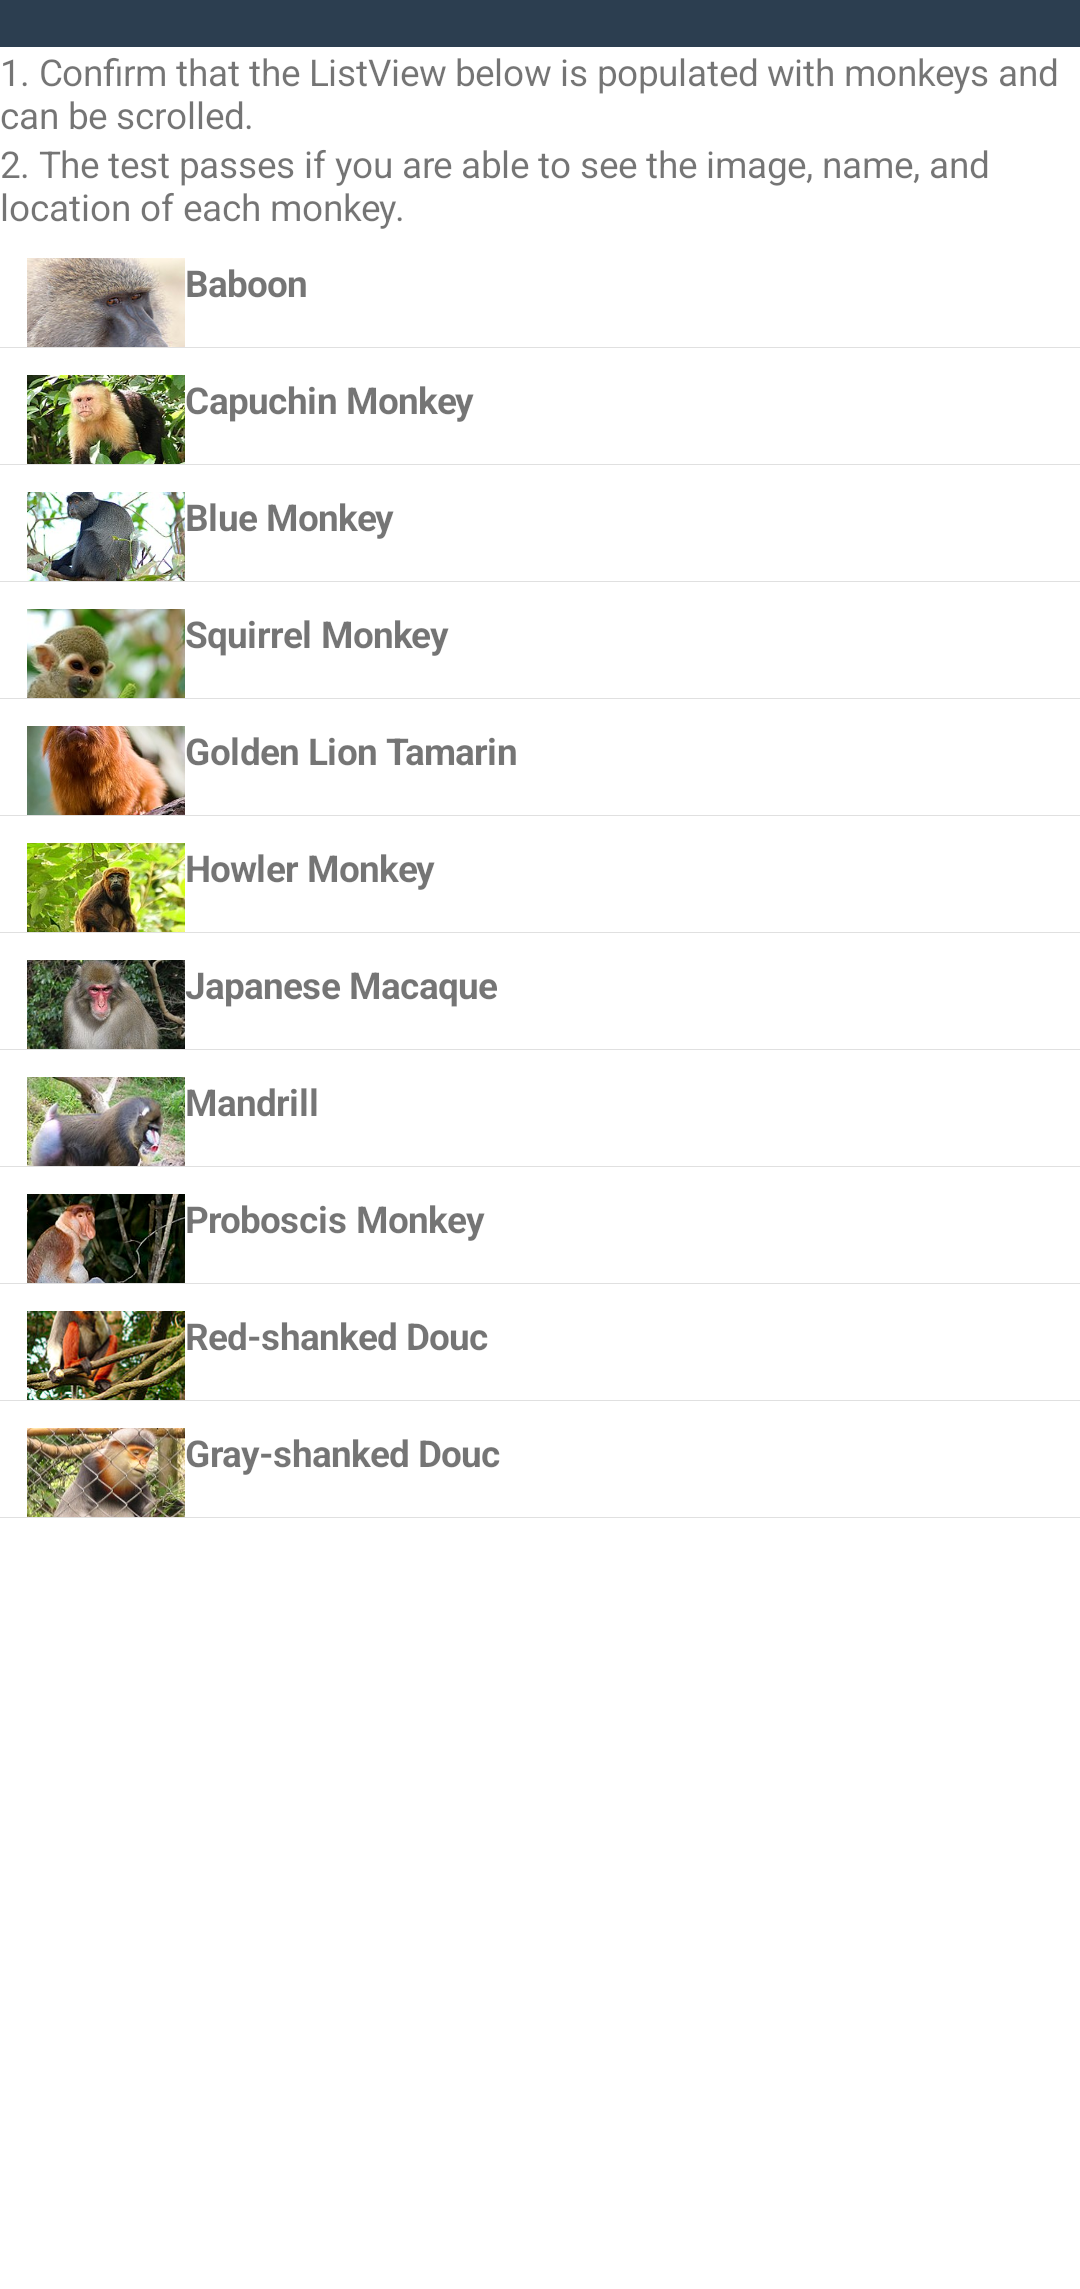 1. Confirm that the ListView below is populated with monkeys and
can be scrolled.
2. The test passes if you are able to see the image, name, and
location of each monkey.
Baboon
Capuchin Monkey
Blue Monkey
Squirrel Monkey
Golden Lion Tamarin
Howler Monkey
Japanese Macaque
Mandrill
Proboscis Monkey
Red-shanked Douc
Gray-shanked Douc